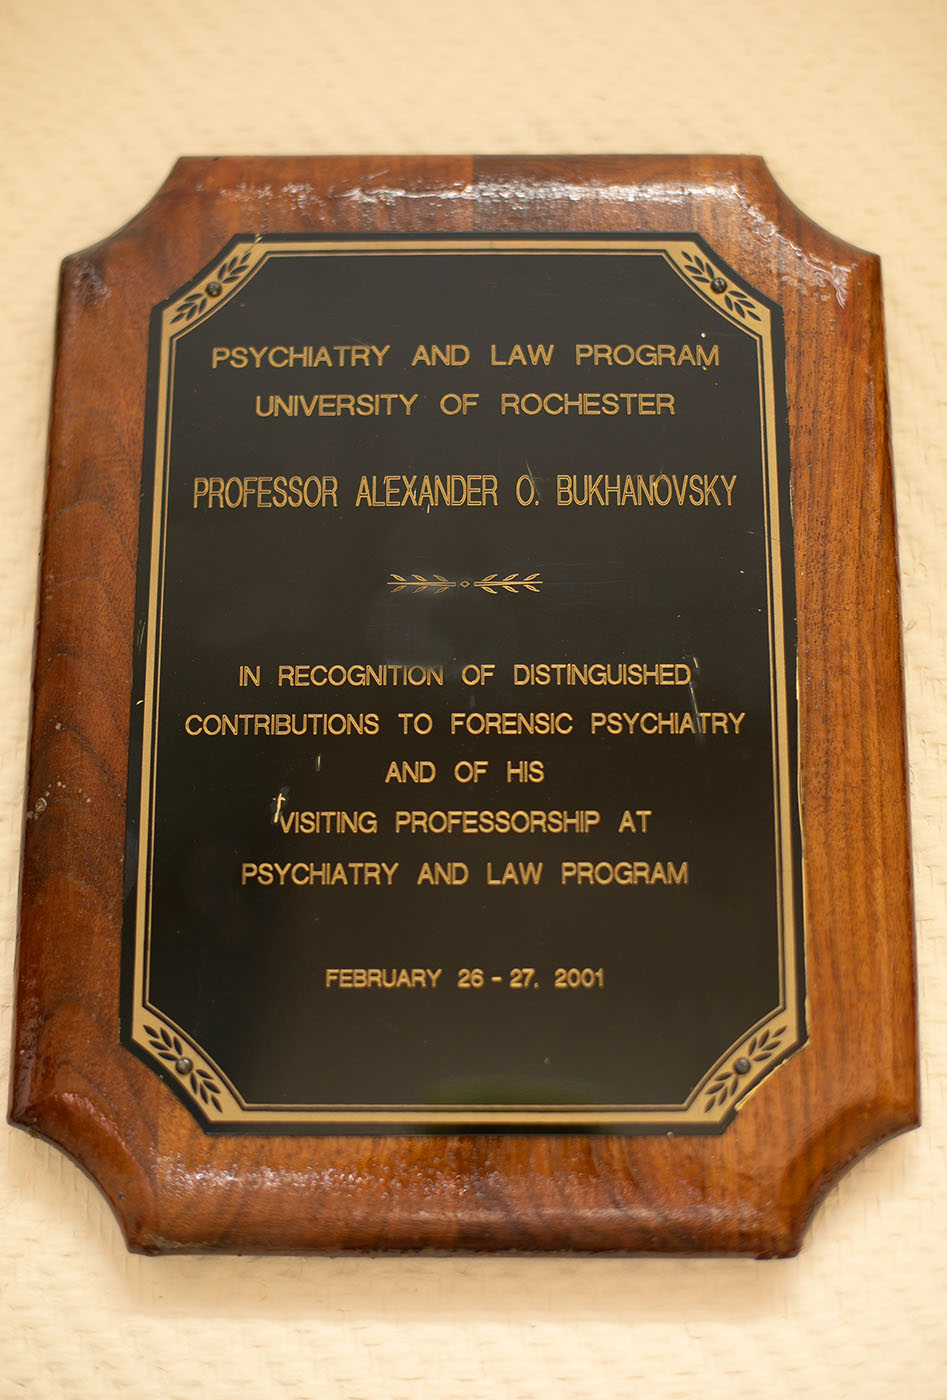 PSYCHIATRY AND LAW PROGRAM
UNIVERSITY OF ROCHESTER
PROFESSOR ALEXANDER O. BUKHANOVSKY
IN RECOGNITION OF DISTINGUISHED
CONTRIBUTIONS TO FORENSIC PSYCHIATRY
AND OF HIS
VISITING PROFESSORSHIP AT
PSYCHIATRY AND LAW PROGRAM
FEBRUARY 26 - 27, 2001